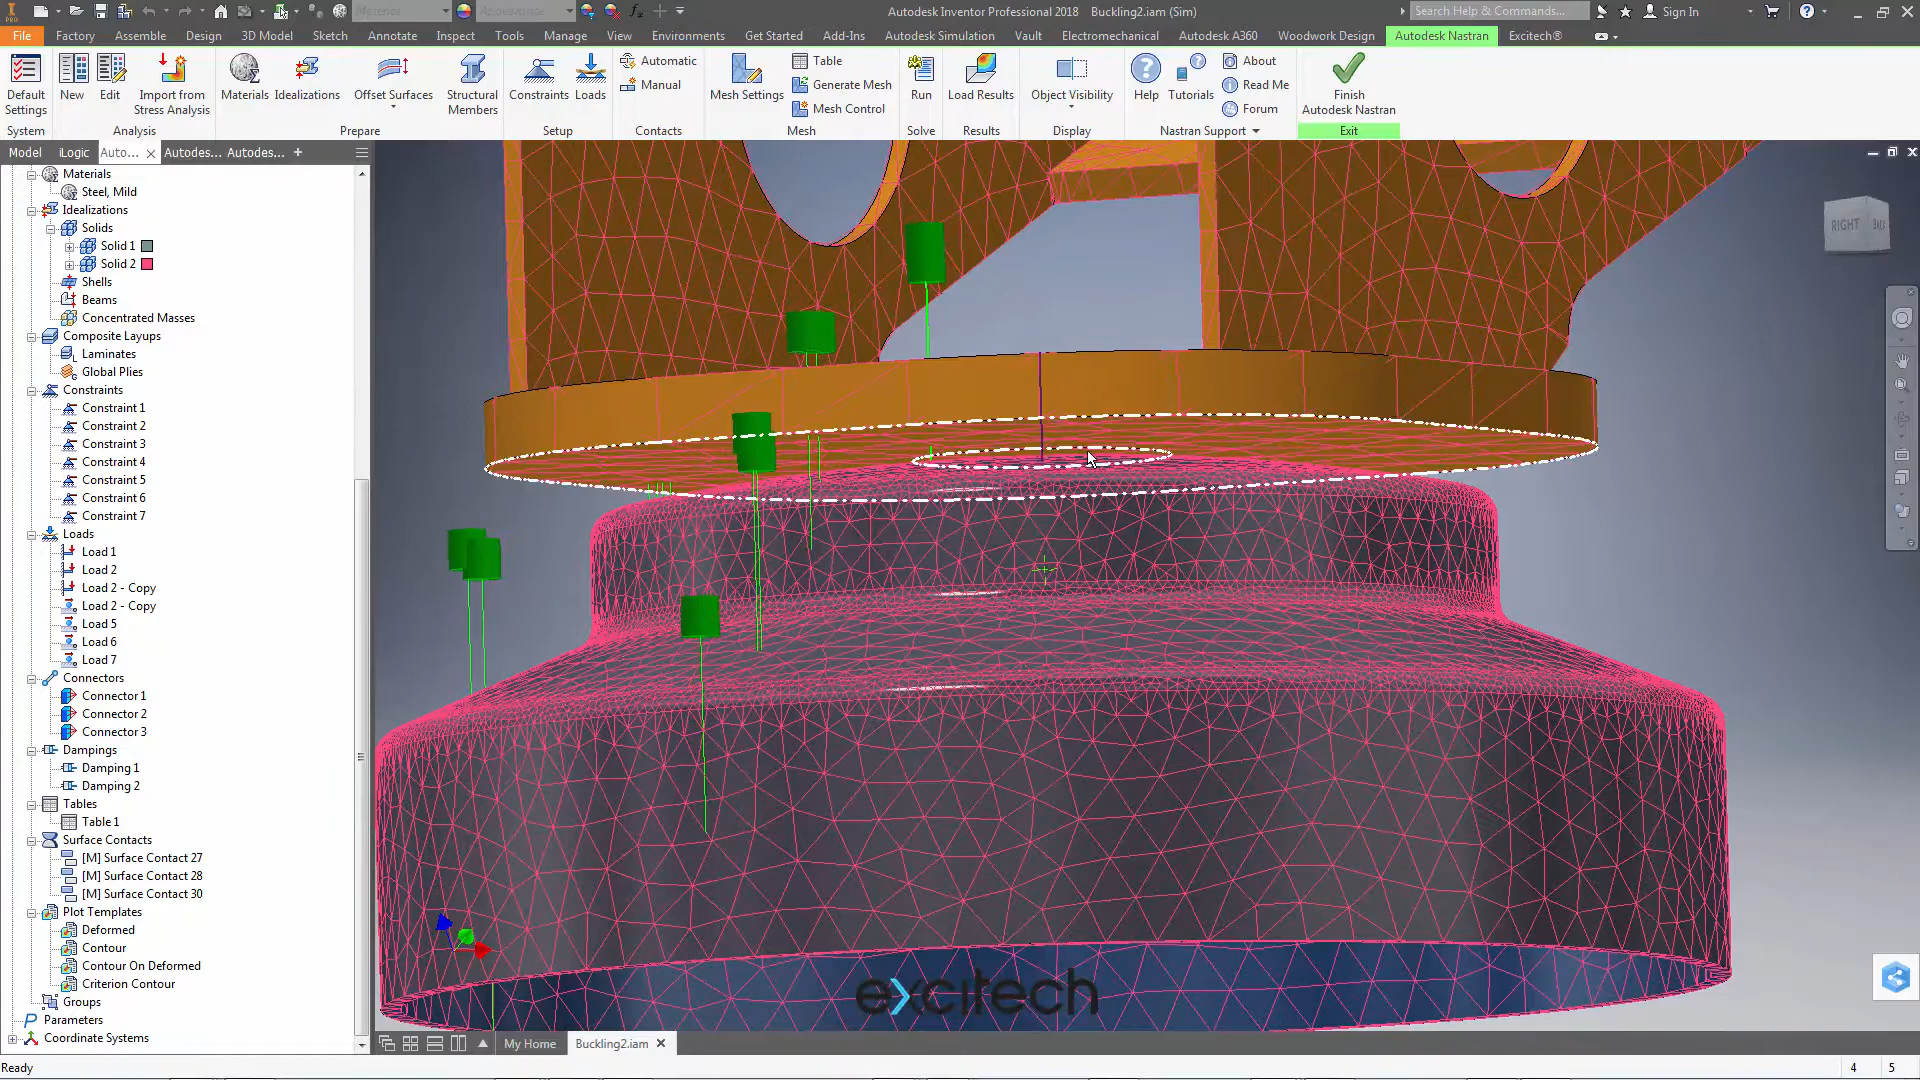 Material
Appearance
fx
Autodesk Inventor Professional 2018 Buckling2.iam (Sim)
Search Help & Commands...
Sign In
PRO
File Factory Assemble Design 3D Model Sketch Annotate Inspect Tools Manage View Environments Get Started Add-Ins Autodesk Simulation Vault Electromechanical Autodesk A360 Woodwork Design Autodesk Nastran Excitech®
Default Settings
New
Edit
Import from Stress Analysis
Materials
Idealizations
Offset Surfaces
Structural Members
Constraints
Loads
Automatic
Manual
Mesh Settings
Table
Generate Mesh
Mesh Control
Run
Load Results
Object Visibility
Help
Tutorials
About
Read Me
Forum
Finish Autodesk Nastran
System Analysis Prepare Setup Contacts Mesh Solve Results Display Nastran Support Exit
Model iLogic Auto... Autodes... Autodes... +
Materials
Steel, Mild
Idealizations
Solids
Solid 1
Solid 2
Shells
Beams
Concentrated Masses
Composite Layups
Laminates
Global Plies
Constraints
Constraint 1
Constraint 2
Constraint 3
Constraint 4
Constraint 5
Constraint 6
Constraint 7
Loads
Load 1
Load 2
Load 2 - Copy
Load 2 - Copy
Load 5
Load 6
Load 7
Connectors
Connector 1
Connector 2
Connector 3
Dampings
Damping 1
Damping 2
Tables
Table 1
Surface Contacts
[M] Surface Contact 27
[M] Surface Contact 28
[M] Surface Contact 30
Plot Templates
Deformed
Contour
Contour On Deformed
Criterion Contour
Groups
Parameters
Coordinate Systems
RIGHT
BACK
excitech
My Home Buckling2.iam
Ready
4 5